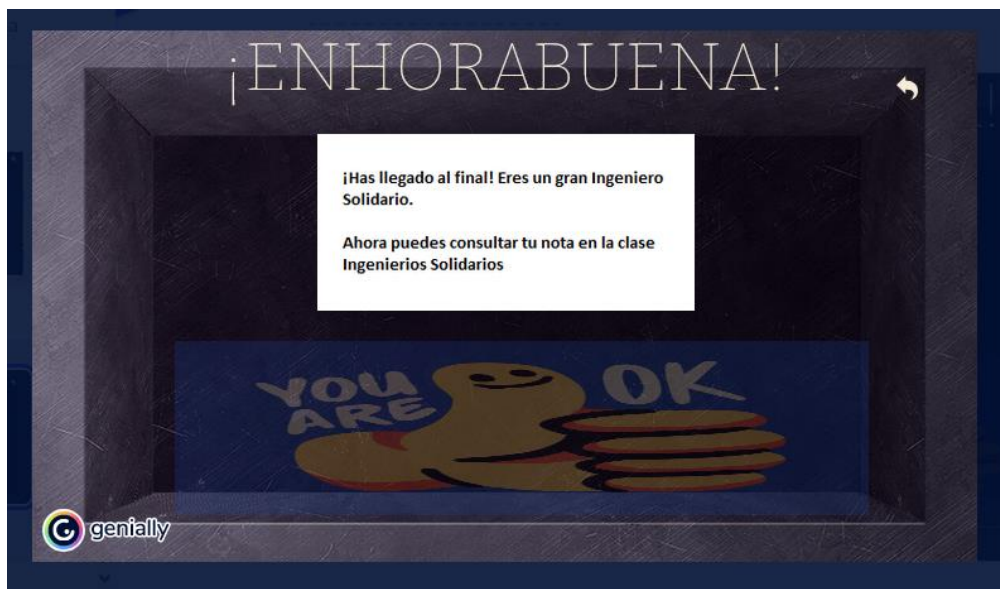 ¡ENHORABUENA!
¡Has llegado al final! Eres un gran Ingeniero
Solidario.
Ahora puedes consultar tu nota en la clase
Ingenierios Solidarios
YOU
ARE
OK
genially